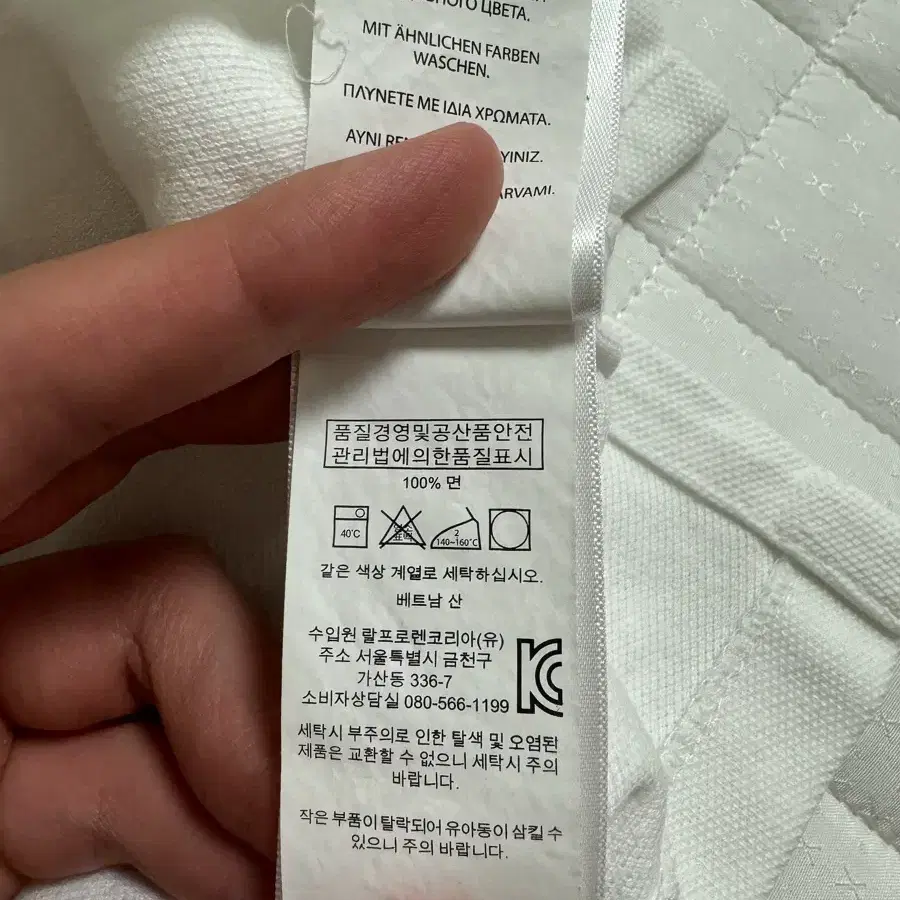 ЦВЕТА.
MIT ÄHNLICHEN FARBEN
WASCHEN.
ΠΛΥΝΕΤΕ ΜΕ ΙΔΙΑ ΧΡΩΜΑΤΑ.
AYNI
품질경영및공산품안전
관리법에의한품질표시
100% 면
40℃
2
140~160℃
같은 색상 계열로 세탁하십시오.
베트남 산
수입원 랄프로렌코리아(유)
주소 서울특별시 금천구
가산동 336-7
소비자상담실 080-566-1199
세탁시 부주의로 인한 탈색 및 오염된
제품은 교환할 수 없으니 세탁시 주의
바랍니다.
작은 부품이 탈락되어 유아동이 삼킬 수
있으니 주의 바랍니다.